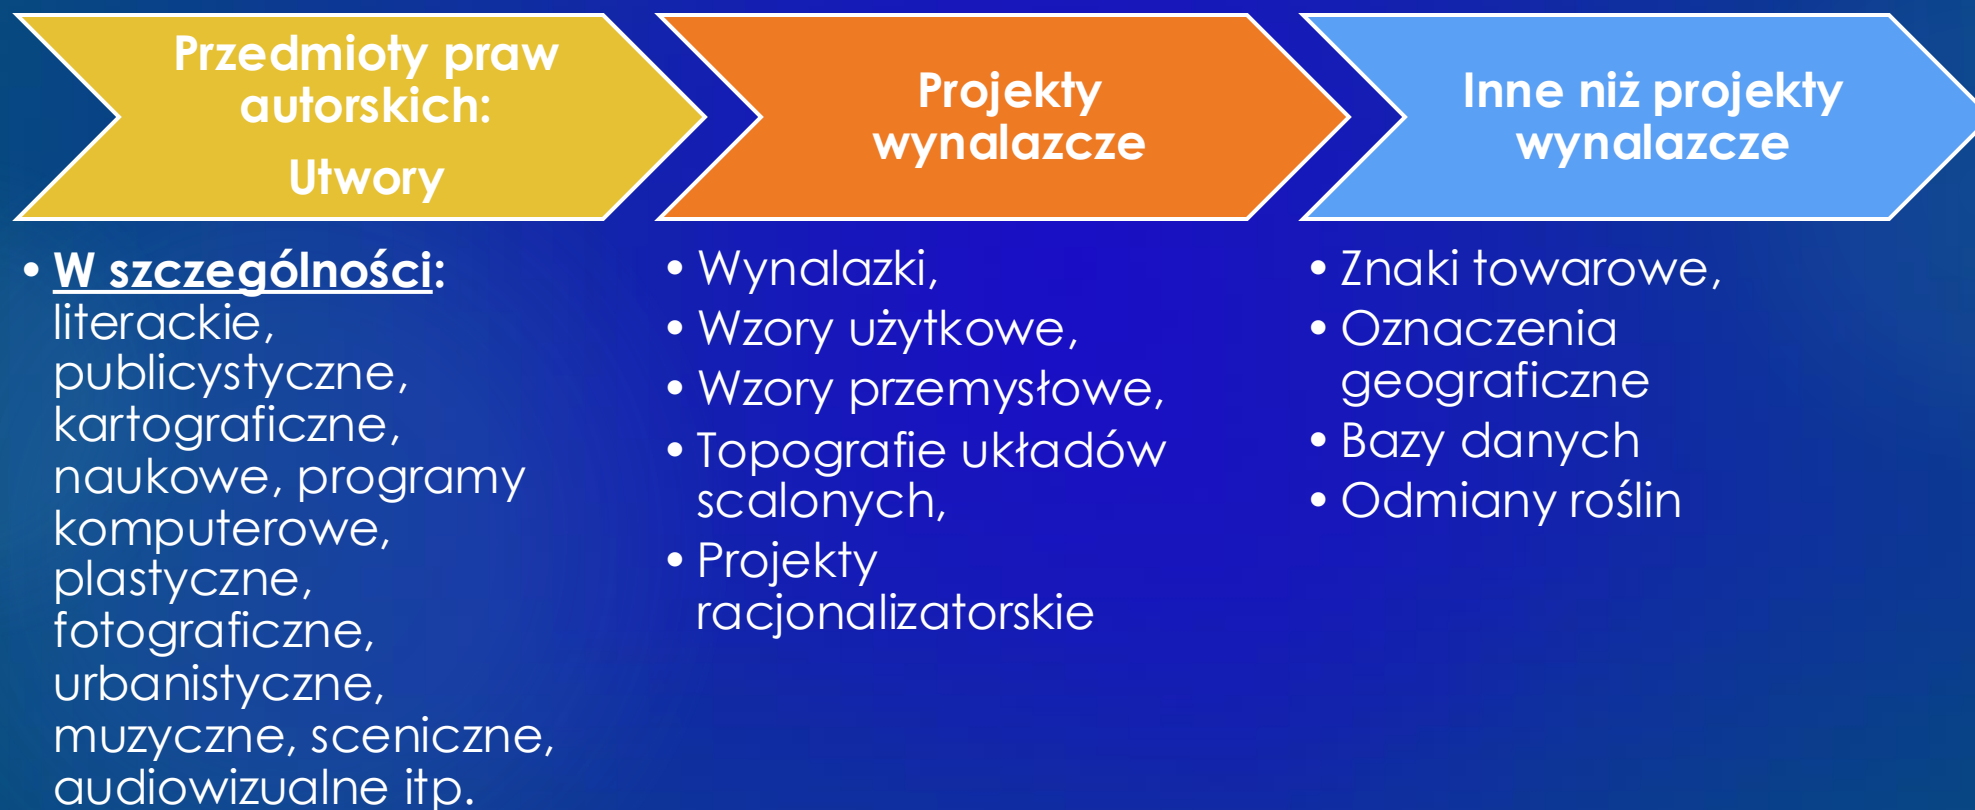 Przedmioty praw
autorskich:
Utwory
• W szczególności:
literackie,
publicystyczne,
kartograficzne,
naukowe, programy
komputerowe,
plastyczne,
fotograficzne,
urbanistyczne,
muzyczne, sceniczne,
audiowizualne itp.
Projekty
wynalazcze
• Wynalazki,
• Wzory użytkowe,
• Wzory przemysłowe,
• Topografie układów
scalonych,
• Projekty
racjonalizatorskie
Inne niż projekty
wynalazcze
• Znaki towarowe,
• Oznaczenia
geograficzne
• Bazy danych
• Odmiany roślin